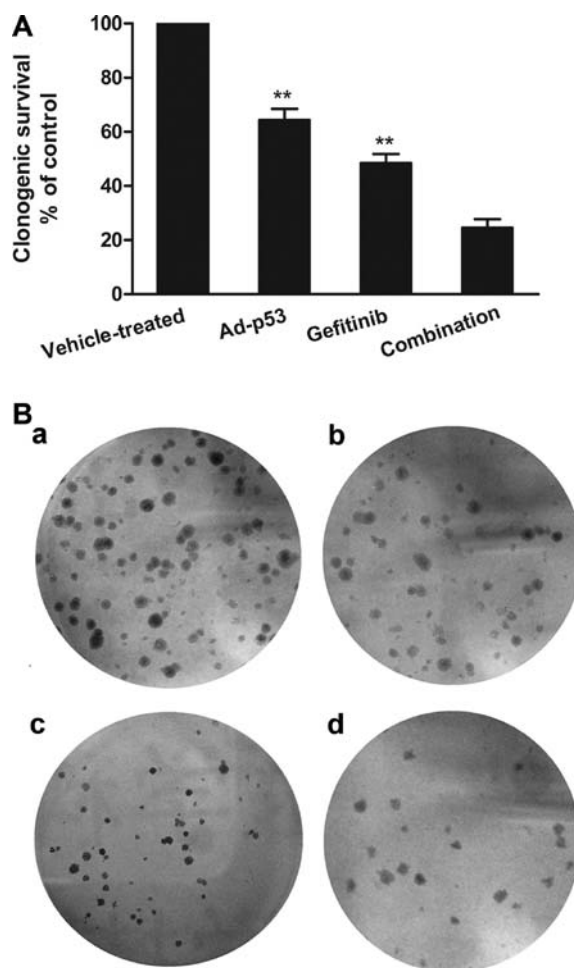 A
Clonogenic survival
% of control
100
80
60
40
20
0
**
**
Vehicle-treated
Ad-p53
Gefitinib
Combination
B
a
b
c
d